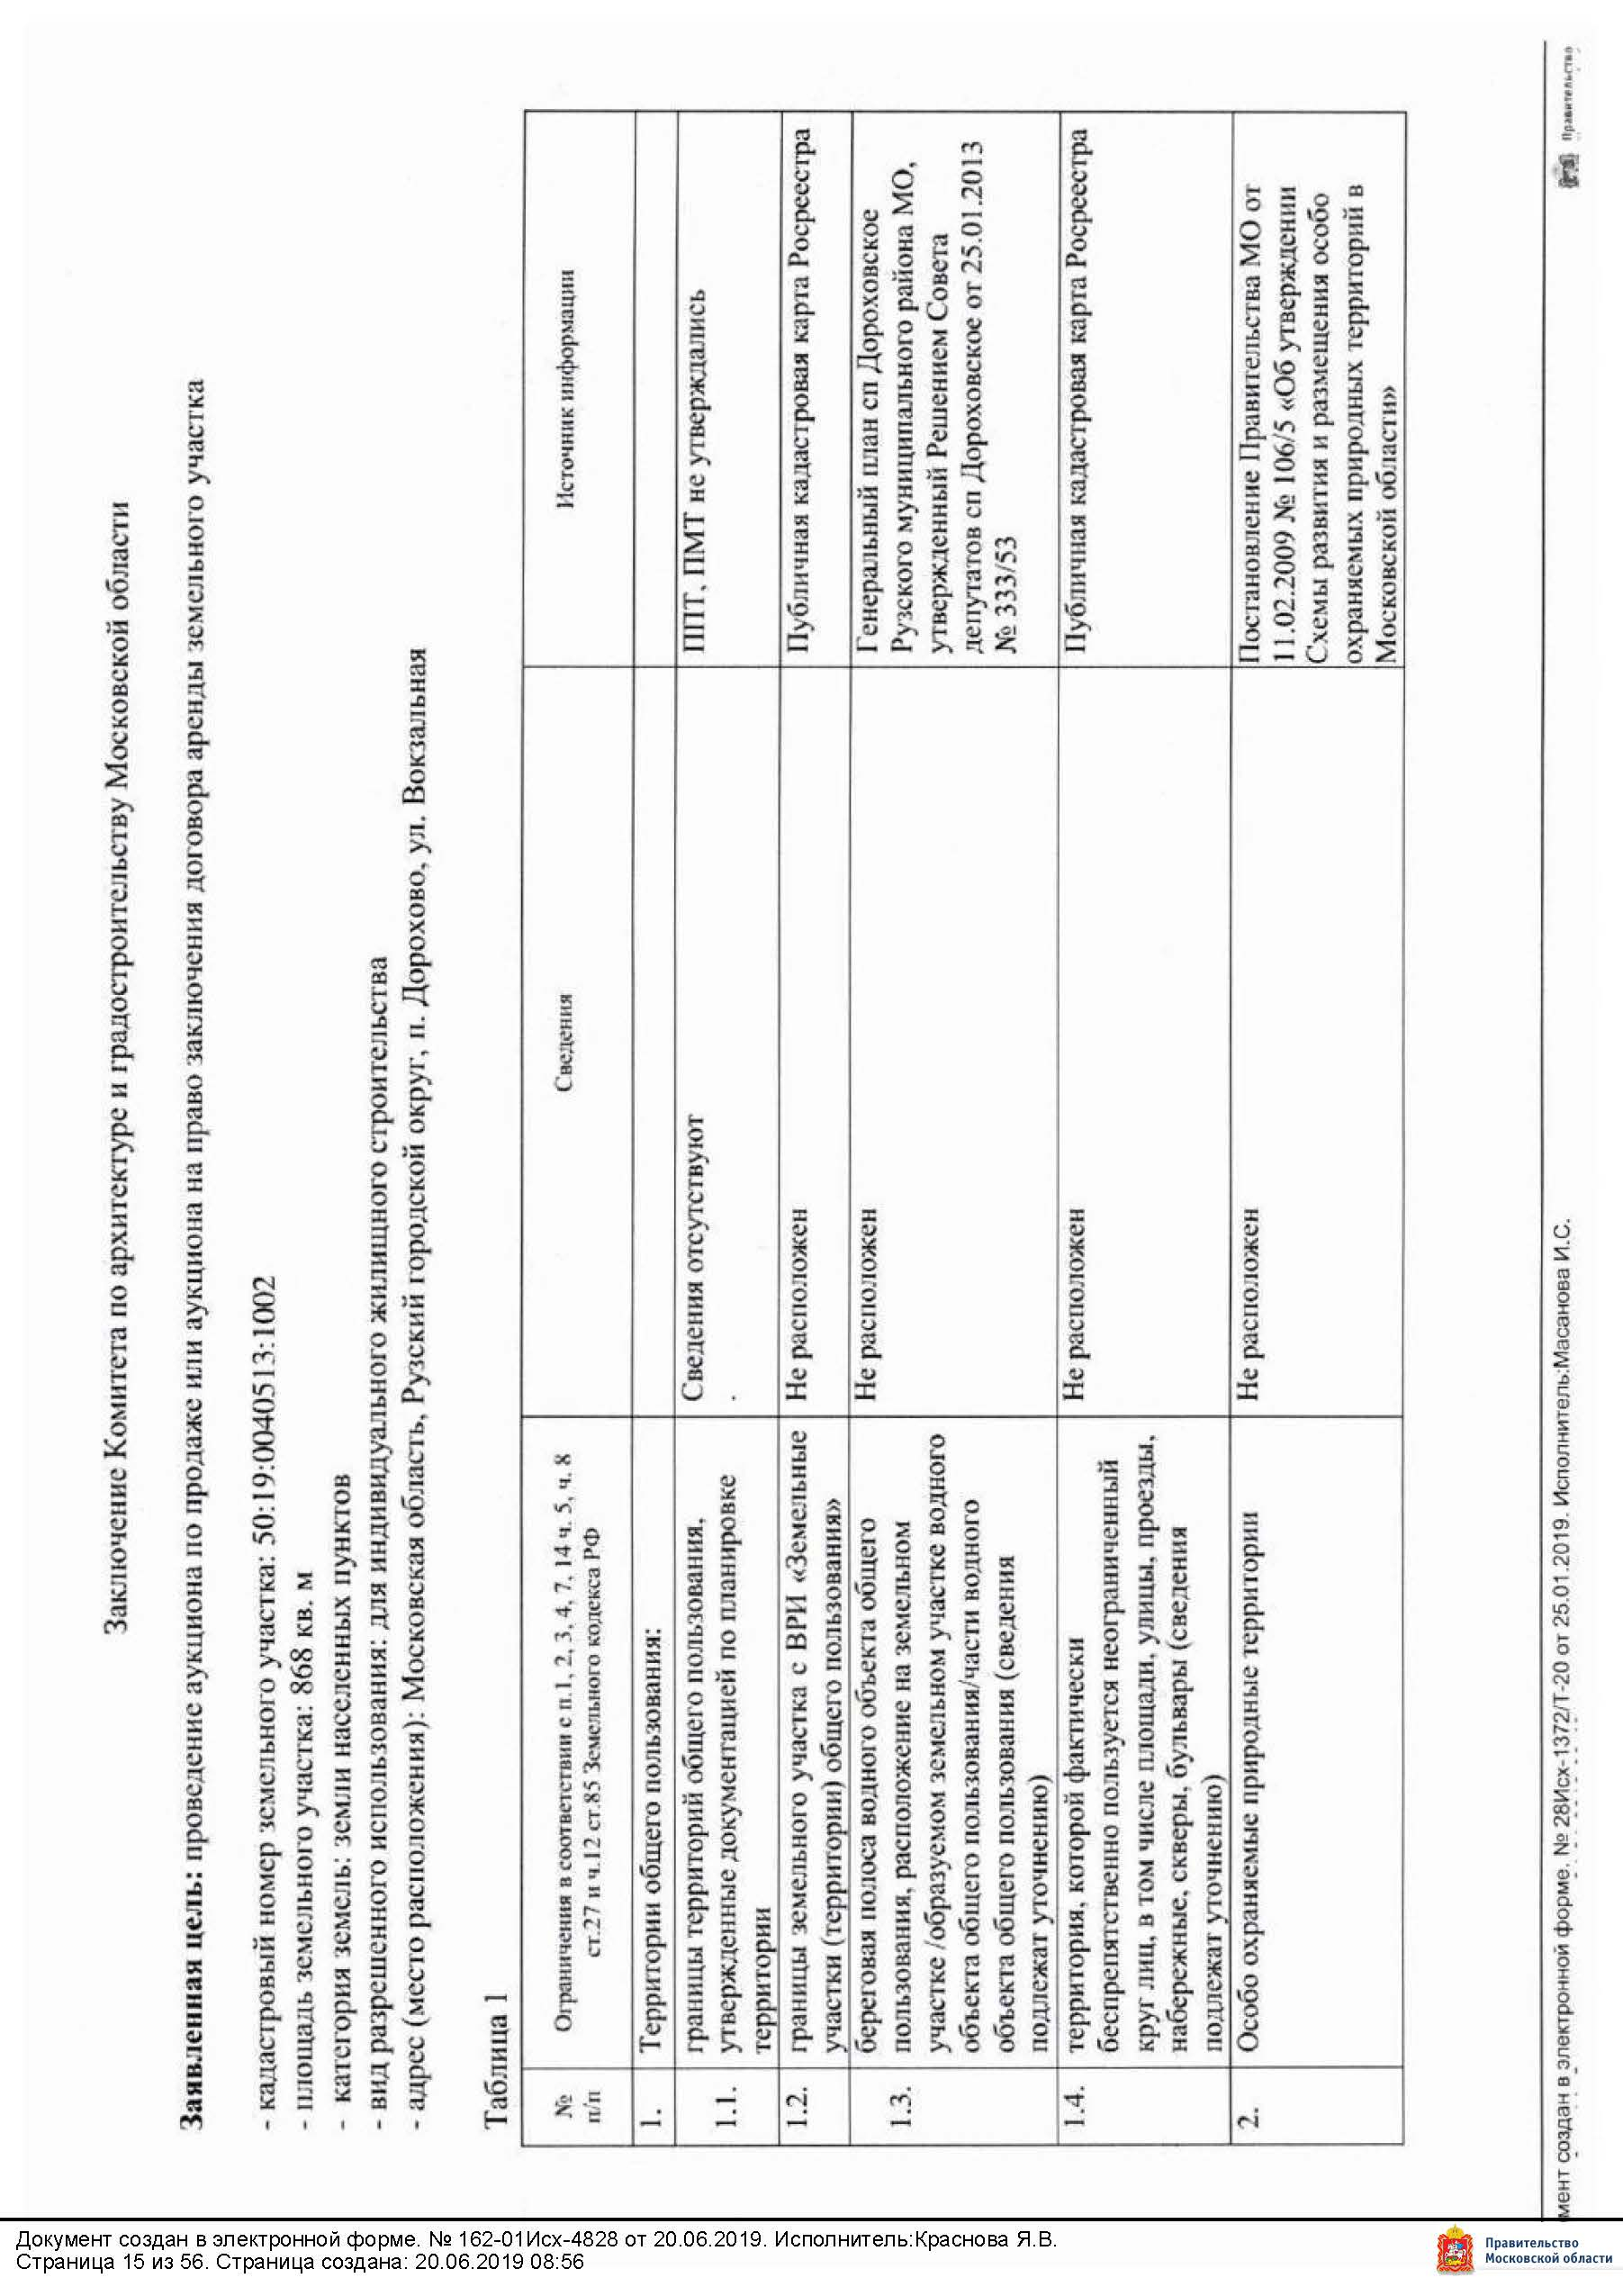 Заключение Комитета по архитектуре и градостроительству Московской области
Заявленная цель: проведение аукциона по продаже или аукциона на право заключения договора аренды земельного участка
- кадастровый номер земельного участка: 50:19:0040513:1002
- площадь земельного участка: 868 кв. м
- категория земель: земли населенных пунктов
- вид разрешенного использования: для индивидуального жилищного строительства
- адрес (место расположения): Московская область, Рузский городской округ, п. Дорохово, ул. Вокзальная
Таблица 1
№
п/п
Ограничения в соответствии с п.1, 2, 3, 4, 7, 14 ч. 5, ч. 8
ст.27 и ч.12 ст.85 Земельного кодекса РФ
Сведения
Источник информации
1.
Территории общего пользования:
1.1.
границы территорий общего пользования,
утвержденные документацией по планировке
территории
Сведения отсутствуют
.
ППТ, ПМТ не утверждались
1.2.
границы земельного участка с ВРИ «Земельные
участки (территории) общего пользования»
Не расположен
Публичная кадастровая карта Росреестра
1.3.
береговая полоса водного объекта общего
пользования, расположение на земельном
участке /образуемом земельном участке водного
объекта общего пользования/части водного
объекта общего пользования (сведения
подлежат уточнению)
Не расположен
Генеральный план сп Дороховское
Рузского муниципального района МО,
утвержденный Решением Совета
депутатов сп Дороховское от 25.01.2013
№ 333/53
1.4.
территория, которой фактически
беспрепятственно пользуется неограниченный
круг лиц, в том числе площади, улицы, проезды,
набережные, скверы, бульвары (сведения
подлежат уточнению)
Не расположен
Публичная кадастровая карта Росреестра
2.
Особо охраняемые природные территории
Не расположен
Постановление Правительства МО от
11.02.2009 № 106/5 «Об утверждении
Схемы развития и размещения особо
охраняемых природных территорий в
Московской области»
мент создан в электронной форме. № 28Исх-1372/Т-20 от 25.01.2019. Исполнитель:Масанова И.С.
Правительство
Документ создан в электронной форме. № 162-01Исх-4828 от 20.06.2019. Исполнитель:Краснова Я.В.
Страница 15 из 56. Страница создана: 20.06.2019 08:56
Правительство
Московской области